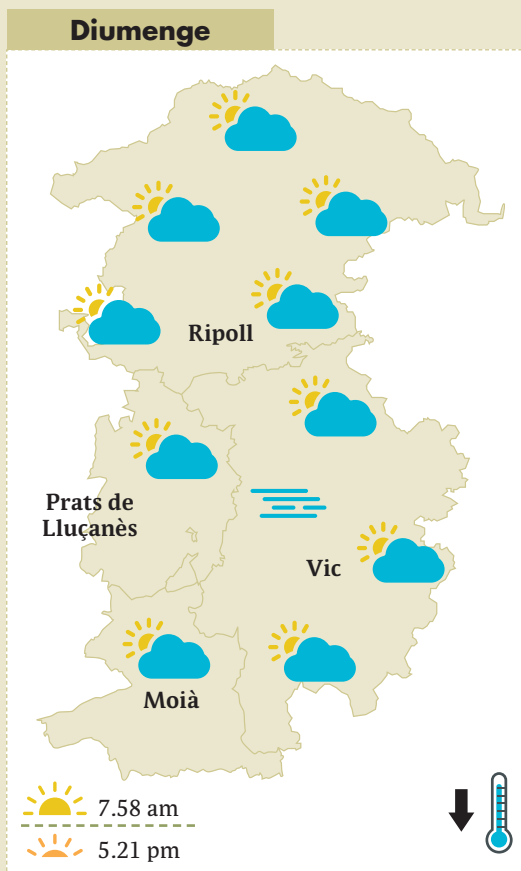 Diumenge
Ripoll
Prats de
Lluçanès
Vic
Moià
7.58 am
5.21 pm